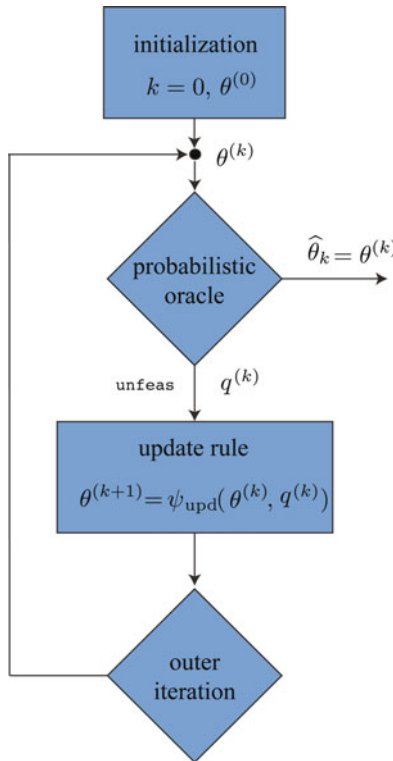 initialization
k = 0, θ^(0)
θ^(k)
probabilistic
oracle
θ̂_k = θ^(k)
unfeas q^(k)
update rule
θ^(k+1) = ψ_upd(θ^(k), q^(k))
outer
iteration